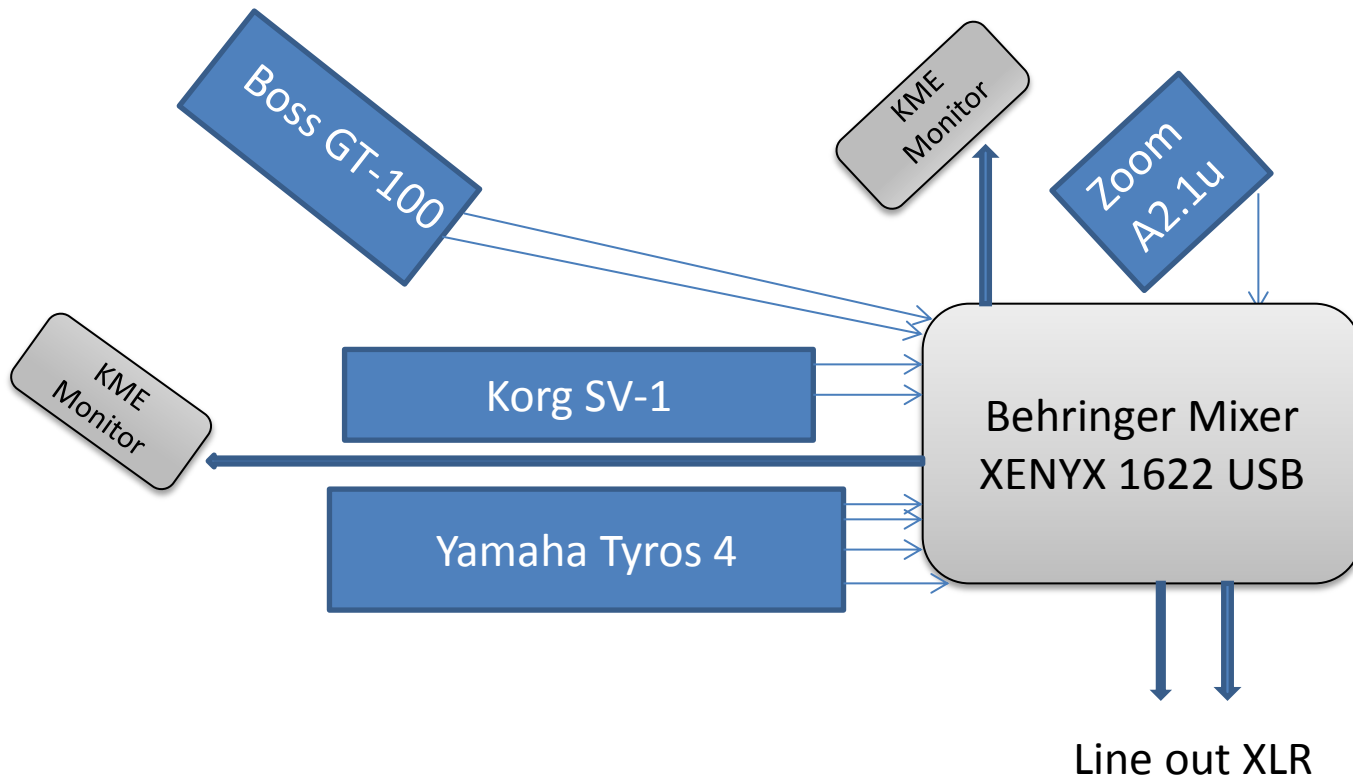 Boss GT-100
KME
Monitor
Zoom
A2.1u
KME
Monitor
Korg SV-1
Behringer Mixer
XENYX 1622 USB
Yamaha Tyros 4
Line out XLR